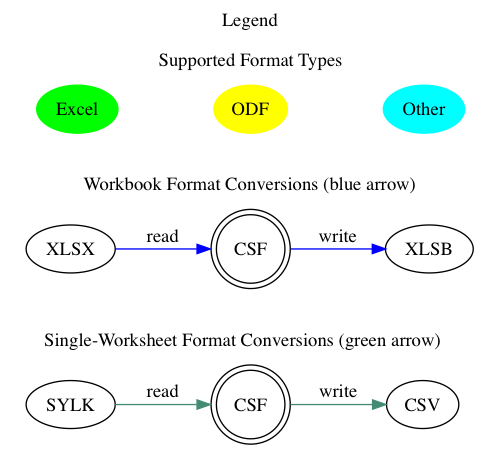 Legend
Supported Format Types
Excel ODF Other
Workbook Format Conversions (blue arrow)
XLSX read CSF write XLSB
Single-Worksheet Format Conversions (green arrow)
SYLK read CSF write CSV